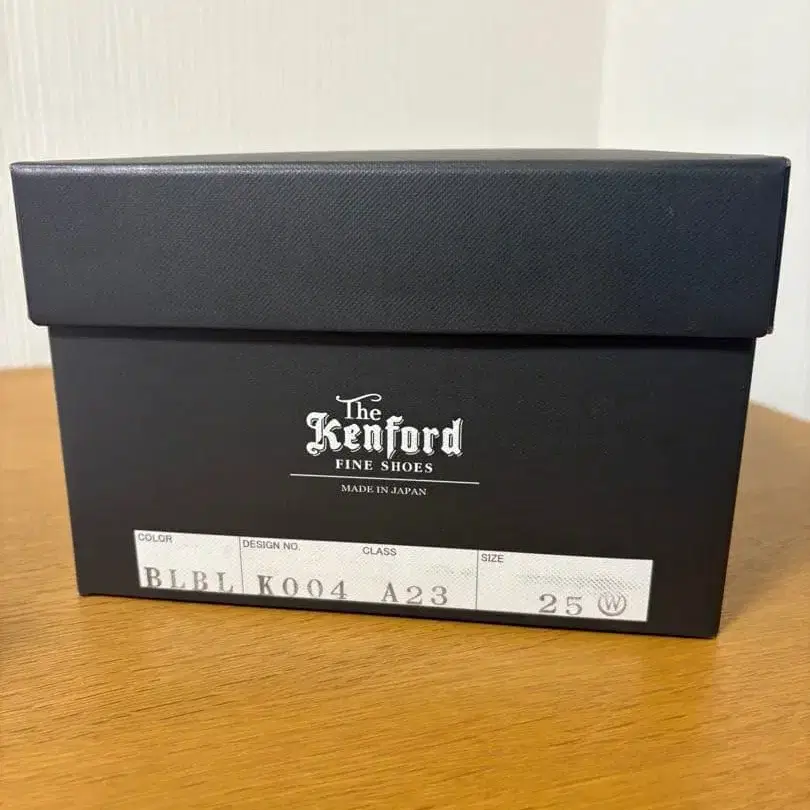 The
Kenford
FINE SHOES
MADE IN JAPAN
COLOR DESIGN NO. CLASS SIZE
BLBL K004 A23 25 Ⓦ